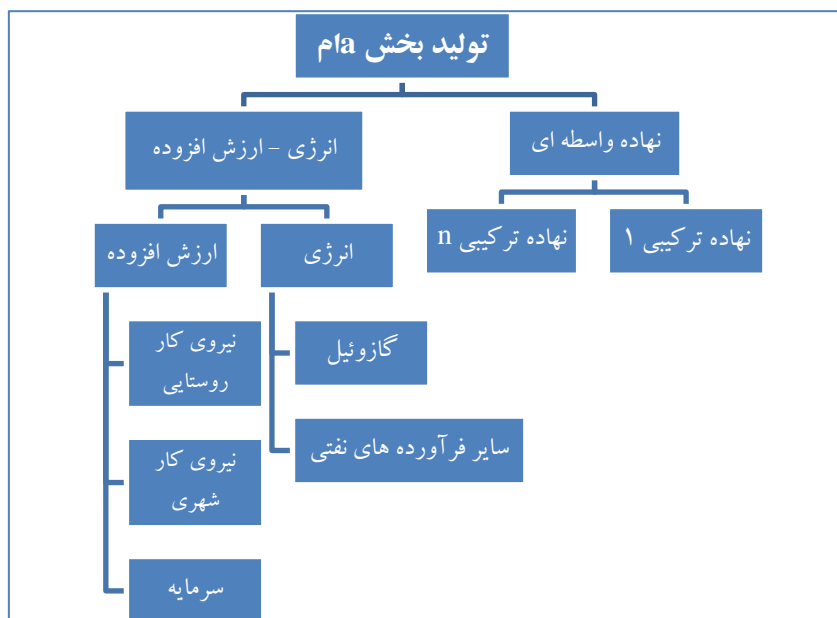 تولید بخش aام
نهاده واسطه ای
انرژی – ارزش افزوده
نهاده ترکیبی ۱
نهاده ترکیبی n
انرژی
ارزش افزوده
گازوئیل
سایر فرآورده های نفتی
نیروی کار
روستایی
نیروی کار
شهری
سرمایه